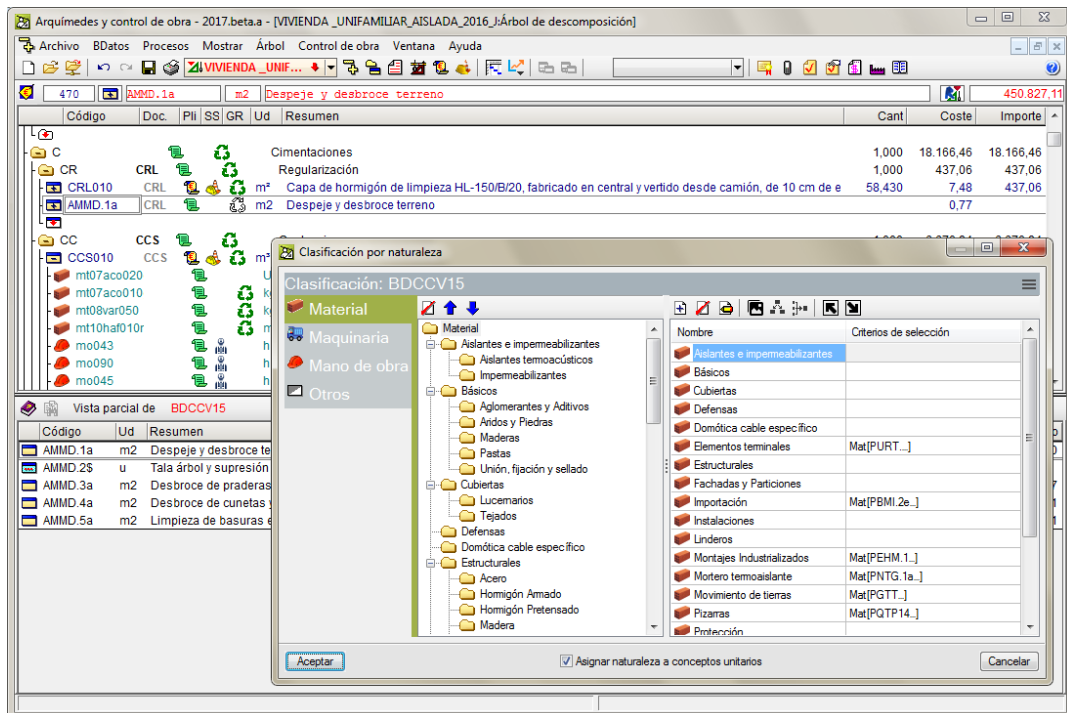 Arquímedes y control de obra - 2017.beta.a - [VIVIENDA _UNIFAMILIAR_AISLADA_2016_J:Árbol de descomposición]
Archivo BDatos Procesos Mostrar Árbol Control de obra Ventana Ayuda
VIVIENDA _UNIF...
470 AMMD.1a m2 Despeje y desbroce terreno 450.827,11
Código Doc. Pli SS GR Ud Resumen Cant Coste Importe
C Cimentaciones 1,000 18.166,46 18.166,46
CR CRL Regularización 1,000 437,06 437,06
CRL010 CRL m² Capa de hormigón de limpieza HL-150/B/20, fabricado en central y vertido desde camión, de 10 cm de e 58,430 7,48 437,06
AMMD.1a CRL m2 Despeje y desbroce terreno 0,77
CC CCS
CCS010 CCS m³
mt07aco020 U
mt07aco010 k
mt08var050 k
mt10haf010r m
mo043 h
mo090 h
mo045 h
Vista parcial de BDCCV15
Código Ud Resumen
AMMD.1a m2 Despeje y desbroce te
AMMD.2$ u Tala árbol y supresión
AMMD.3a m2 Desbroce de praderas
AMMD.4a m2 Desbroce de cunetas y
AMMD.5a m2 Limpieza de basuras e
Clasificación por naturaleza
Clasificación: BDCCV15
Material
Maquinaria
Mano de obra
Otros
Material
Aislantes e impermeabilizantes
Aislantes termoacústicos
Impermeabilizantes
Básicos
Aglomerantes y Aditivos
Aridos y Piedras
Maderas
Pastas
Unión, fijación y sellado
Cubiertas
Lucernarios
Tejados
Defensas
Domótica cable específico
Estructurales
Acero
Hormigón Armado
Hormigón Pretensado
Madera
Nombre Criterios de selección
Aislantes e impermeabilizantes
Básicos
Cubiertas
Defensas
Domótica cable específico
Elementos terminales Mat[PURT...]
Estructurales
Fachadas y Particiones
Importación Mat[PBMI.2e..]
Instalaciones
Linderos
Montajes Industrializados Mat[PEHM.1..]
Mortero termoaislante Mat[PNTG.1a..]
Movimiento de tierras Mat[PGTT..]
Pizarras Mat[PQTP14..]
Protección
Aceptar Asignar naturaleza a conceptos unitarios Cancelar